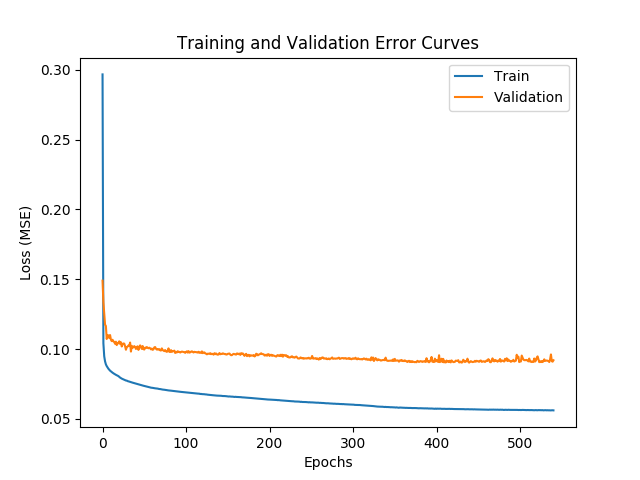 Training and Validation Error Curves
Train
Validation
Loss (MSE)
0.30
0.25
0.20
0.15
0.10
0.05
0
100
200
300
400
500
Epochs